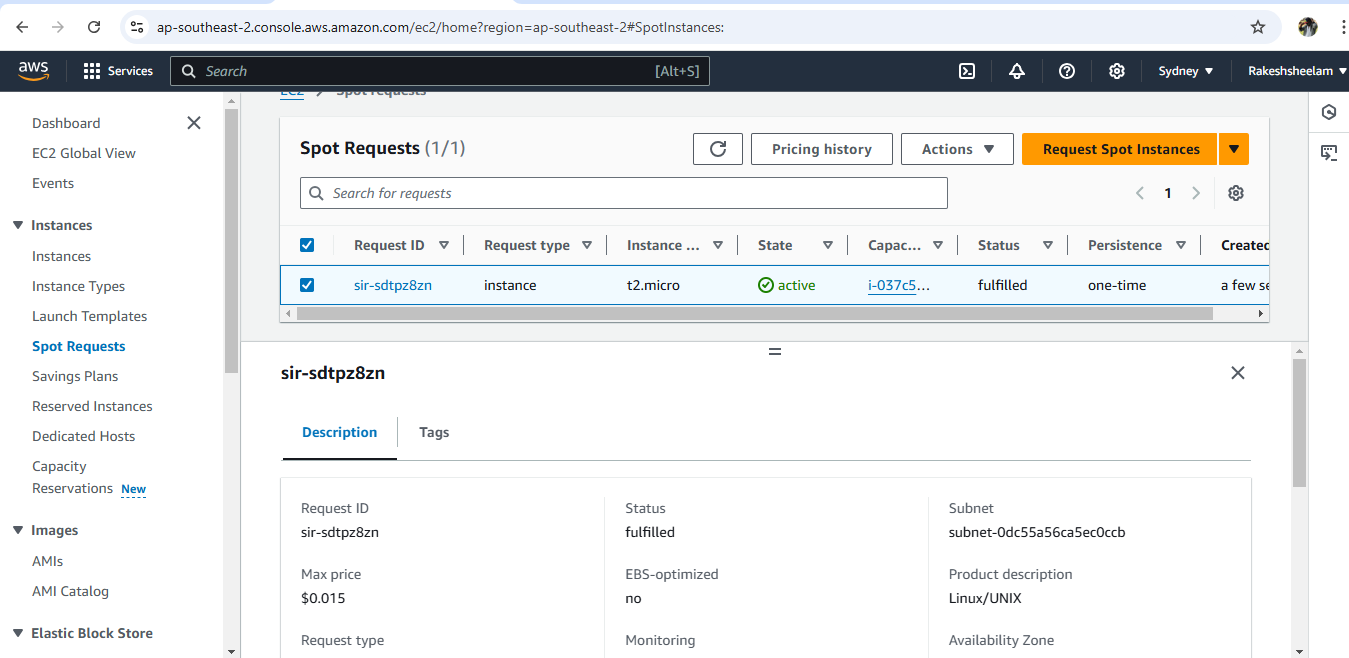 ap-southeast-2.console.aws.amazon.com/ec2/home?region=ap-southeast-2#SpotInstances:
aws
Services
Search
[Alt+S]
Sydney
Rakeshsheelam
Dashboard
EC2 Global View
Events
Instances
Instances
Instance Types
Launch Templates
Spot Requests
Savings Plans
Reserved Instances
Dedicated Hosts
Capacity
Reservations New
Images
AMIs
AMI Catalog
Elastic Block Store
EC2 > Spot requests
Spot Requests (1/1)
Pricing history
Actions
Request Spot Instances
Search for requests
1
Request ID Request type Instance ... State Capac... Status Persistence Created
sir-sdtpz8zn instance t2.micro active i-037c5... fulfilled one-time a few se
sir-sdtpz8zn
Description Tags
Request ID
sir-sdtpz8zn
Max price
$0.015
Request type
Status
fulfilled
EBS-optimized
no
Monitoring
Subnet
subnet-0dc55a56ca5ec0ccb
Product description
Linux/UNIX
Availability Zone